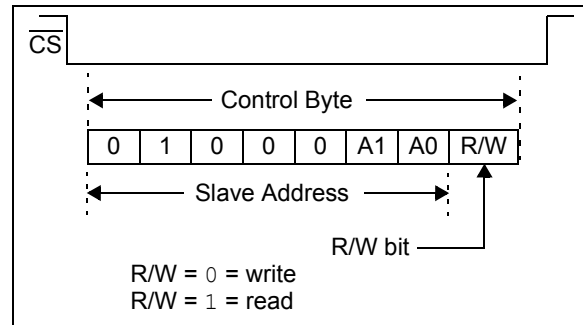 CS
Control Byte
0 1 0 0 0 A1 A0 R/W
Slave Address
R/W bit
R/W = 0 = write
R/W = 1 = read